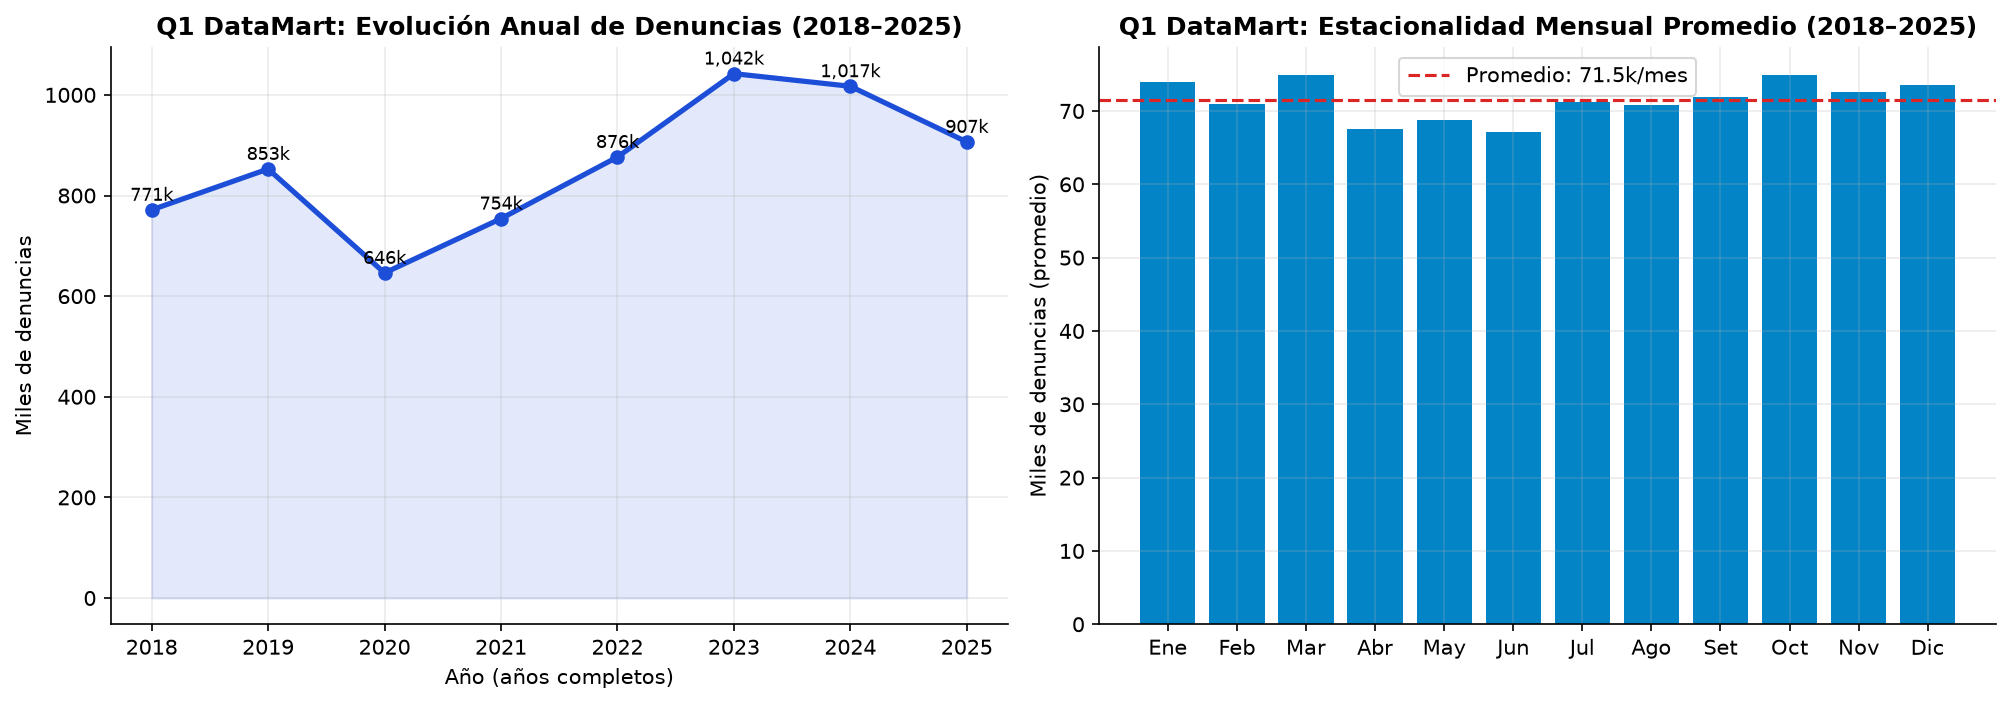 Q1 DataMart: Evolución Anual de Denuncias (2018–2025)
Miles de denuncias
1000
800
600
400
200
0
771k
853k
646k
754k
876k
1,042k
1,017k
907k
2018 2019 2020 2021 2022 2023 2024 2025
Año (años completos)
Q1 DataMart: Estacionalidad Mensual Promedio (2018–2025)
Promedio: 71.5k/mes
Miles de denuncias (promedio)
70
60
50
40
30
20
10
0
Ene Feb Mar Abr May Jun Jul Ago Set Oct Nov Dic